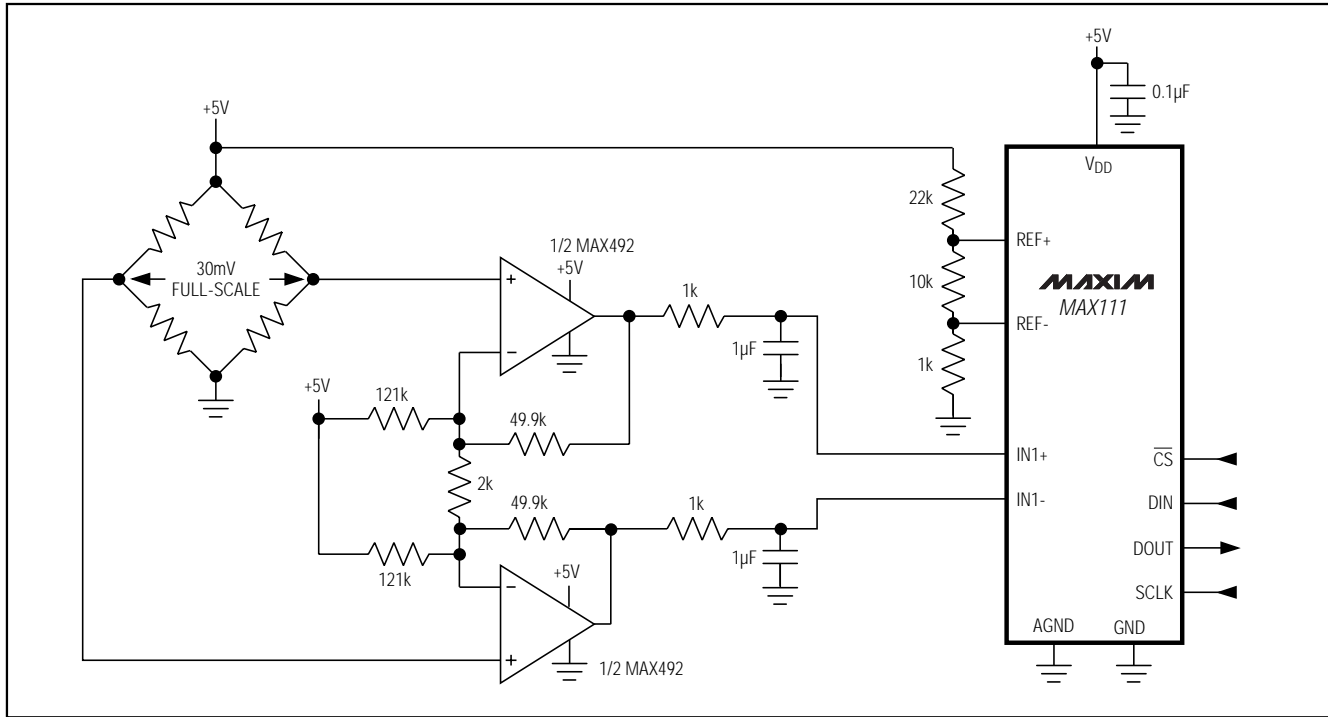 +5V
0.1µF
+5V
VDD
22k
REF+
1/2 MAX492
+5V
30mV
FULL-SCALE
+
1k
10k
MAXIM
MAX111
REF-
1µF
1k
−
+5V
121k
49.9k
IN1+
CS
2k
49.9k
1k
IN1-
DIN
1µF
DOUT
121k
−
+5V
SCLK
AGND
GND
+
1/2 MAX492